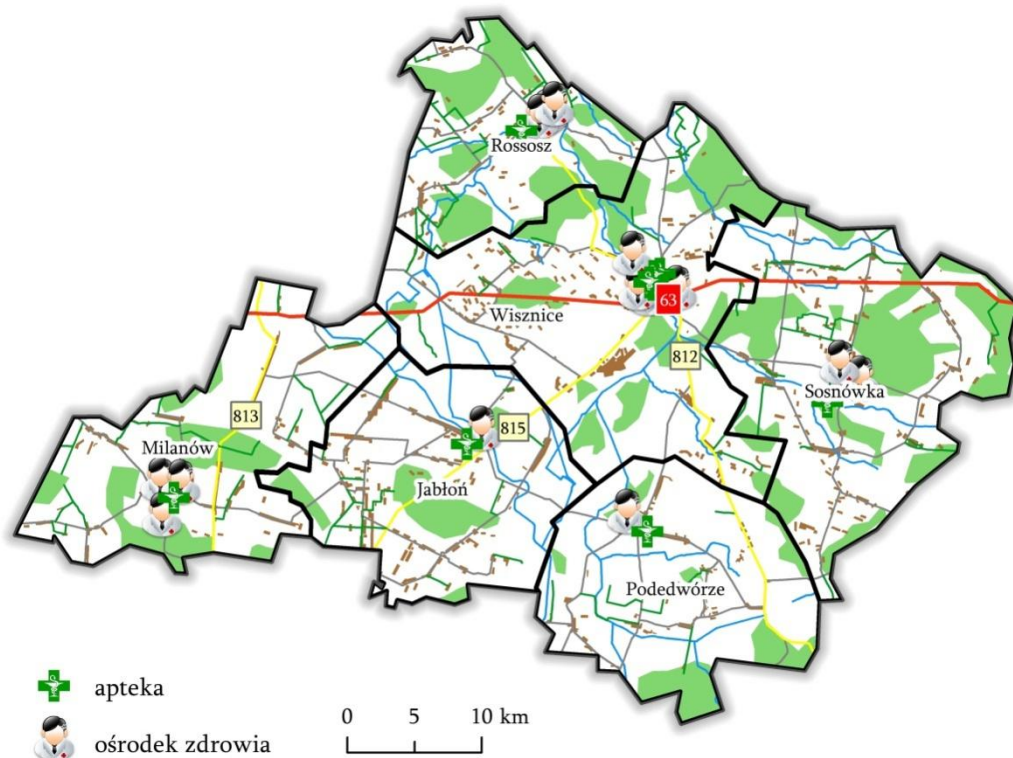 Rossosz
63
Wisznice
812
Sosnówka
813
815
Milanów
Jabłoń
Podedwórze
apteka
0 5 10 km
ośrodek zdrowia